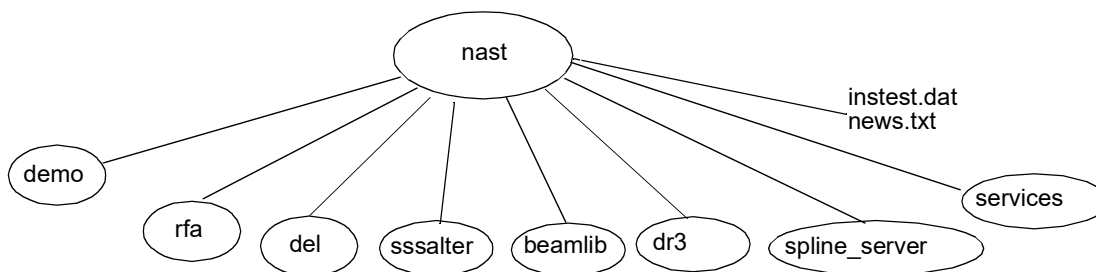 nast
instest.dat
news.txt
demo
services
rfa
del
sssalter
beamlib
dr3
spline_server